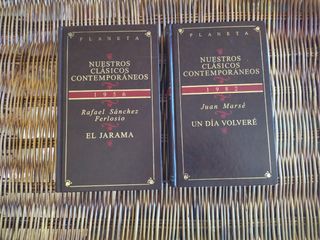 PLANETA
NUESTROS
CLÁSICOS
CONTEMPORÁNEOS
1956
Rafael Sánchez
Ferlosio
EL JARAMA
PLANETA
NUESTROS
CLÁSICOS
CONTEMPORÁNEOS
1982
Juan Marsé
UN DÍA VOLVERÉ